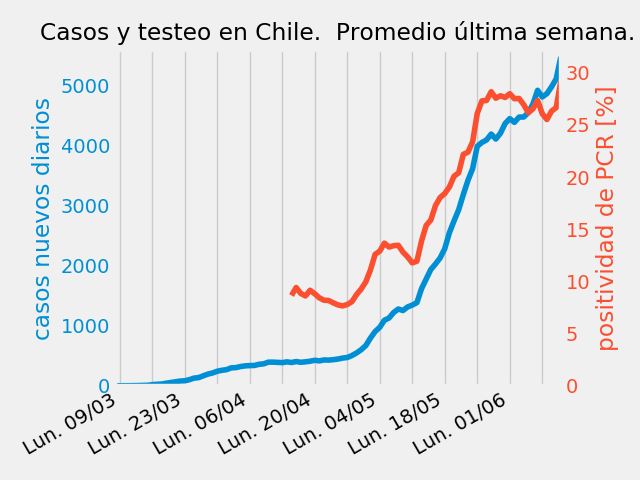 Casos y testeo en Chile.  Promedio última semana.
casos nuevos diarios
5000
4000
3000
2000
1000
0
30
25
20
15
10
5
0
positividad de PCR [%]
Lun. 09/03
Lun. 23/03
Lun. 06/04
Lun. 20/04
Lun. 04/05
Lun. 18/05
Lun. 01/06